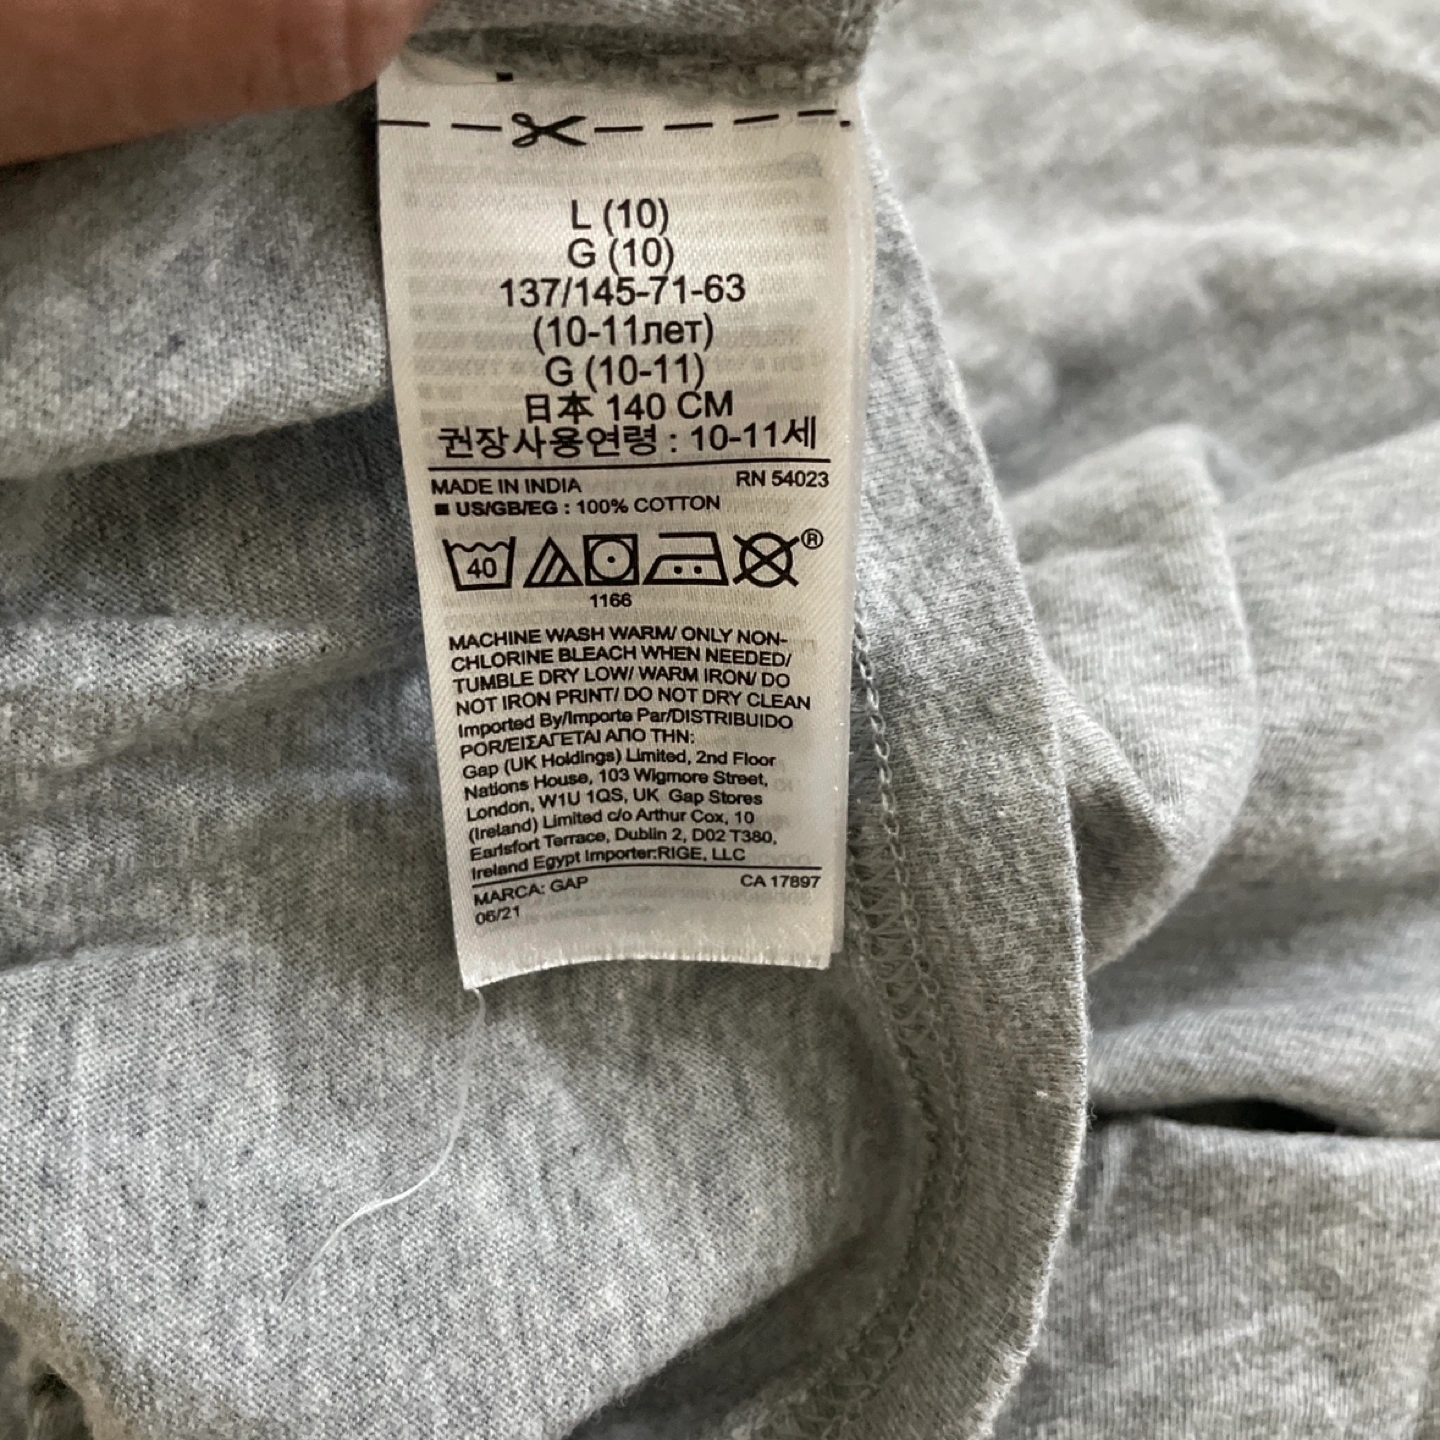 L (10)
G (10)
137/145-71-63
(10-11лет)
G (10-11)
日本 140 CM
권장사용연령 : 10-11세
MADE IN INDIA RN 54023
■ US/GB/EG : 100% COTTON
40 ®
1166
MACHINE WASH WARM/ ONLY NON-
CHLORINE BLEACH WHEN NEEDED/
TUMBLE DRY LOW/ WARM IRON/ DO
NOT IRON PRINT/ DO NOT DRY CLEAN
Imported By/Importe Par/DISTRIBUIDO
POR/ΕΙΣΑΓΕΤΑΙ ΑΠΟ ΤΗΝ:
Gap (UK Holdings) Limited, 2nd Floor
Nations House, 103 Wigmore Street,
London, W1U 1QS, UK Gap Stores
(Ireland) Limited c/o Arthur Cox, 10
Earlsfort Terrace, Dublin 2, D02 T380,
Ireland Egypt Importer:RIGE, LLC
MARCA: GAP CA 17897
06/21